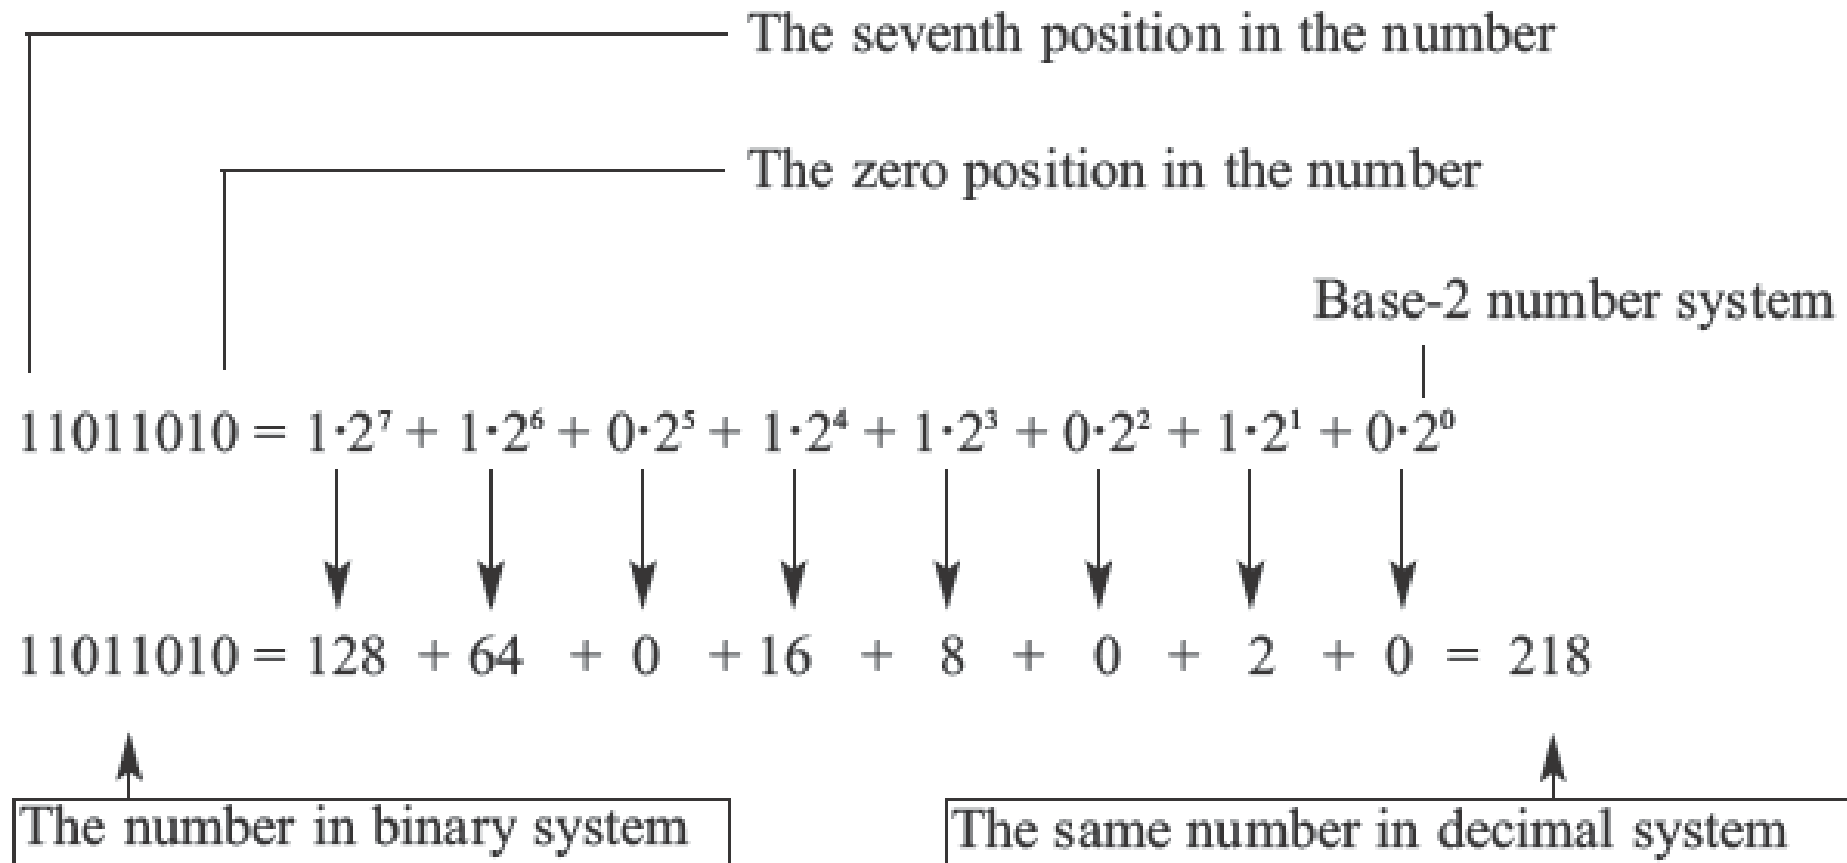 The seventh position in the number
The zero position in the number
Base-2 number system
11011010 = 1·2⁷ + 1·2⁶ + 0·2⁵ + 1·2⁴ + 1·2³ + 0·2² + 1·2¹ + 0·2⁰
11011010 = 128 + 64 + 0 + 16 + 8 + 0 + 2 + 0 = 218
The number in binary system
The same number in decimal system